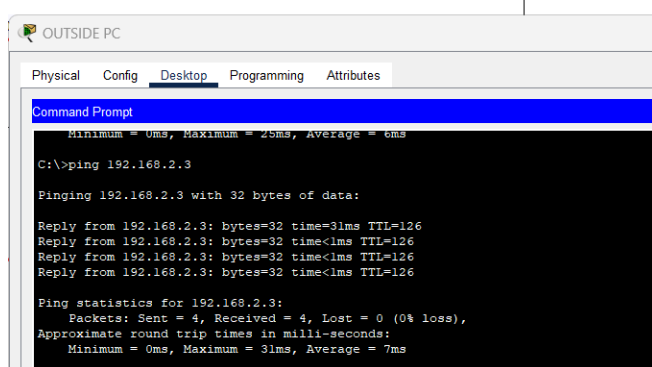 OUTSIDE PC
Physical Config Desktop Programming Attributes
Command Prompt
Minimum = 0ms, Maximum = 25ms, Average = 6ms
C:\>ping 192.168.2.3
Pinging 192.168.2.3 with 32 bytes of data:
Reply from 192.168.2.3: bytes=32 time=31ms TTL=126
Reply from 192.168.2.3: bytes=32 time<1ms TTL=126
Reply from 192.168.2.3: bytes=32 time<1ms TTL=126
Reply from 192.168.2.3: bytes=32 time<1ms TTL=126
Ping statistics for 192.168.2.3:
Packets: Sent = 4, Received = 4, Lost = 0 (0% loss),
Approximate round trip times in milli-seconds:
Minimum = 0ms, Maximum = 31ms, Average = 7ms